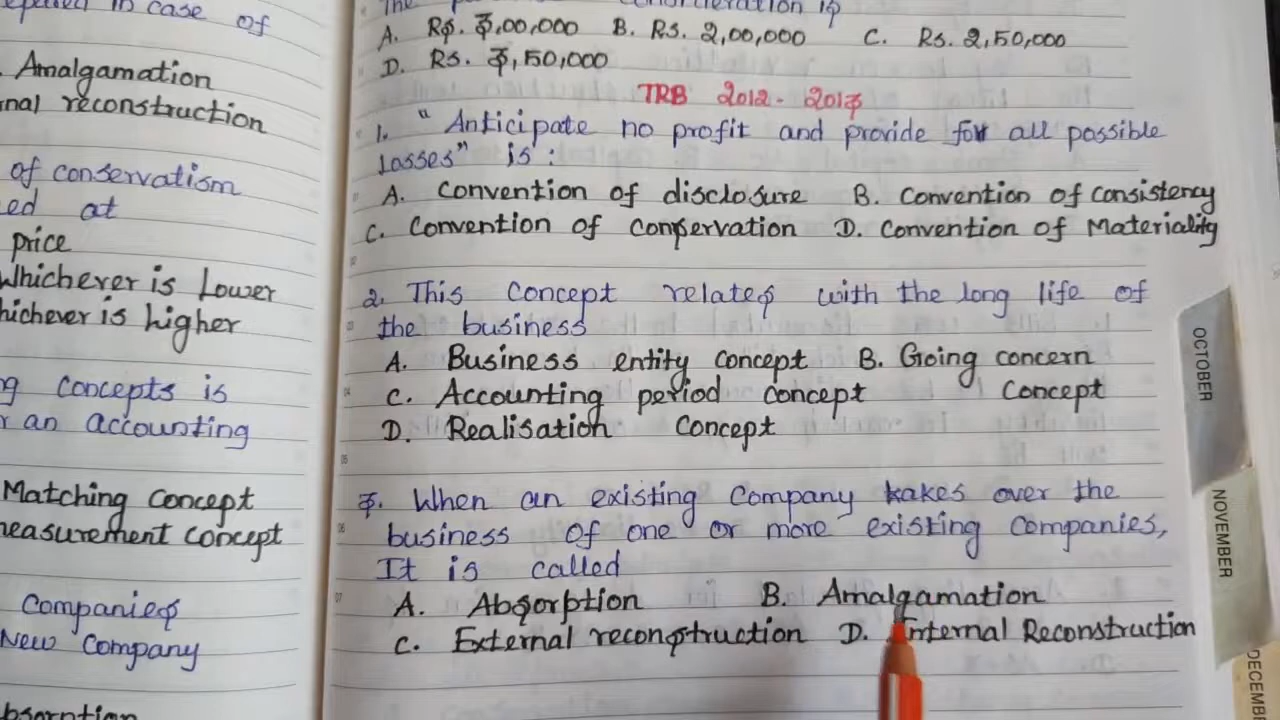 case of
Amalgamation
reconstruction
of conservatism
at
price
Whichever is Lower
is higher
concepts is
an accounting
Matching concept
concept
Companies
New Company
The
A. Rs. 3,00,000 B. Rs. 2,00,000 C. Rs. 2,50,000
D. Rs. 3,50,000
TRB 2012-2013
1. "Anticipate no profit and provide for all possible
losses" is:
A. Convention of disclosure B. Convention of consistency
C. Convention of conservation D. Convention of Materiality
2. This concept relates with the long life of
the business
A. Business entity concept B. Going concern
C. Accounting period concept Concept
D. Realisation Concept
3. When an existing Company takes over the
business of one or more existing companies,
It is called
A. Absorption B. Amalgamation
C. External reconstruction D. Internal Reconstruction
OCTOBER
NOVEMBER